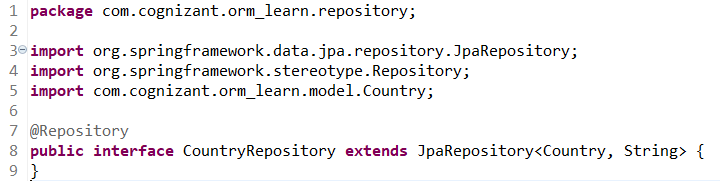 1 package com.cognizant.orm_learn.repository;
2
3 import org.springframework.data.jpa.repository.JpaRepository;
4 import org.springframework.stereotype.Repository;
5 import com.cognizant.orm_learn.model.Country;
6
7 @Repository
8 public interface CountryRepository extends JpaRepository<Country, String> {
9 }